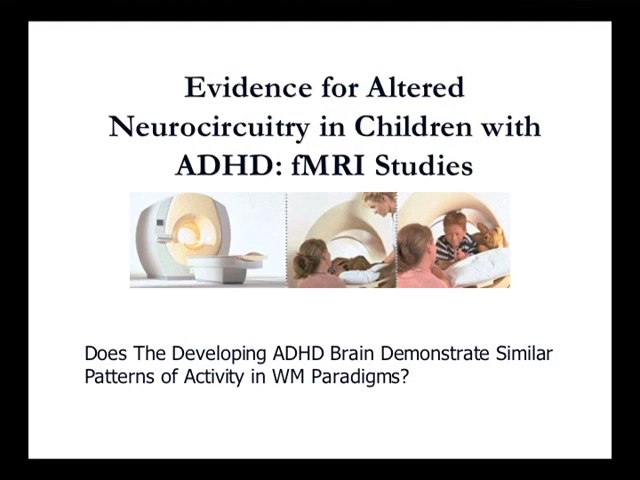 Evidence for Altered
Neurocircuitry in Children with
ADHD: fMRI Studies
Does The Developing ADHD Brain Demonstrate Similar
Patterns of Activity in WM Paradigms?